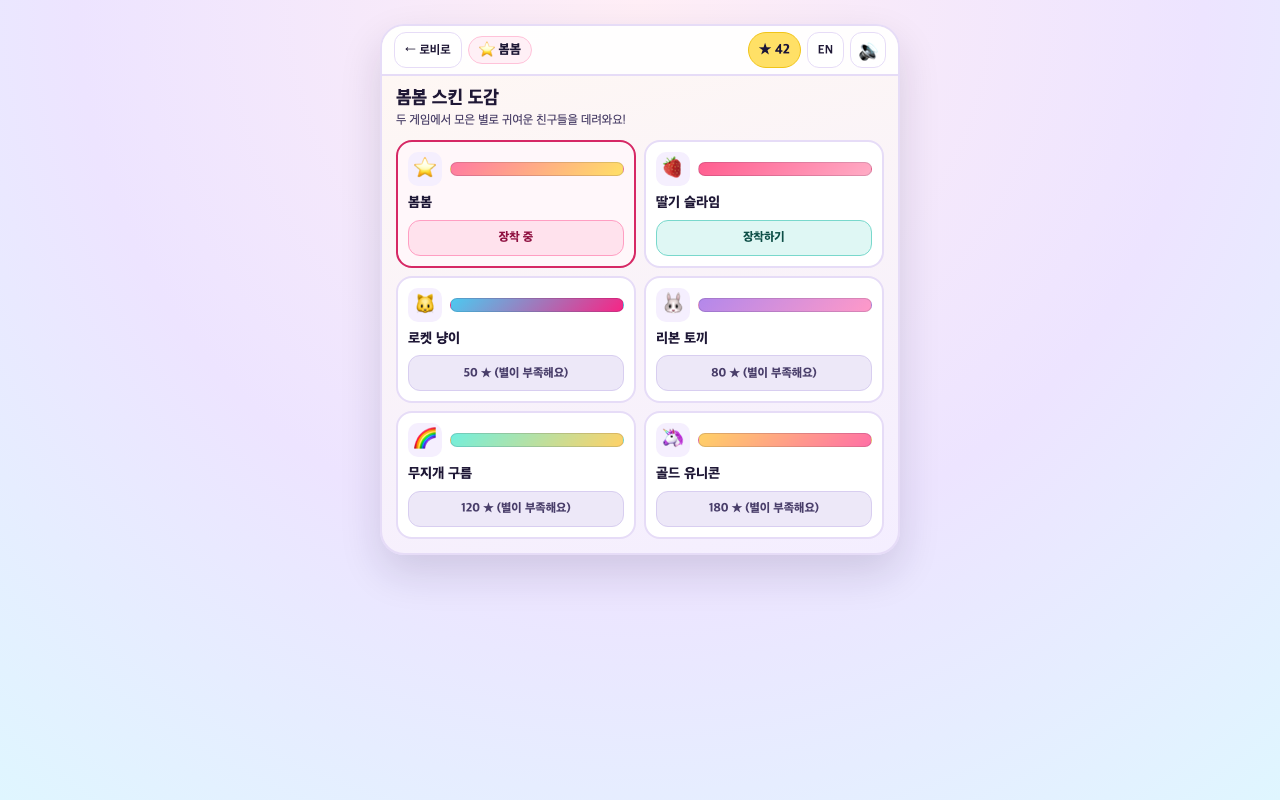 ← 로비로
봄봄
★ 42
EN
봄봄 스킨 도감
두 게임에서 모은 별로 귀여운 친구들을 데려와요!
봄봄
장착 중
딸기 슬라임
장착하기
로켓 냥이
50 ★ (별이 부족해요)
리본 토끼
80 ★ (별이 부족해요)
무지개 구름
120 ★ (별이 부족해요)
골드 유니콘
180 ★ (별이 부족해요)